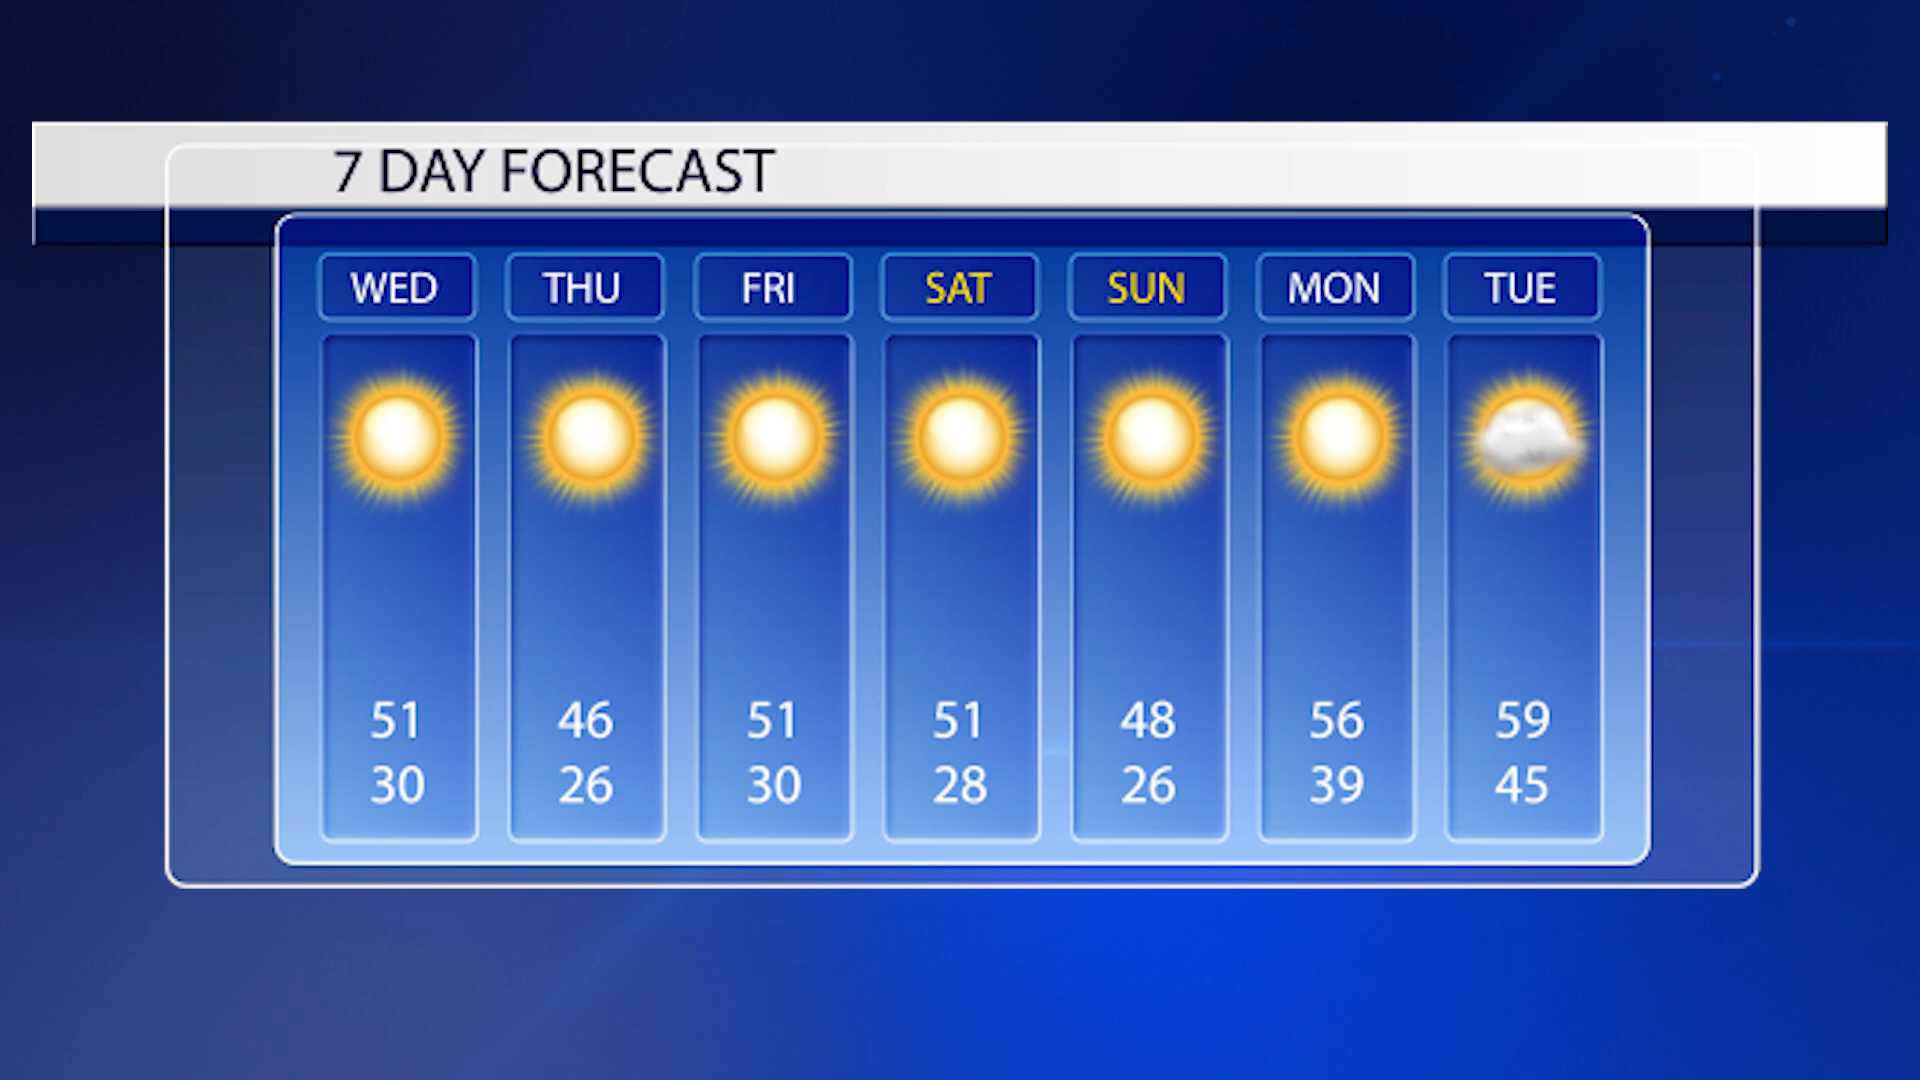 7 DAY FORECAST
WED THU FRI SAT SUN MON TUE
51 46 51 51 48 56 59
30 26 30 28 26 39 45